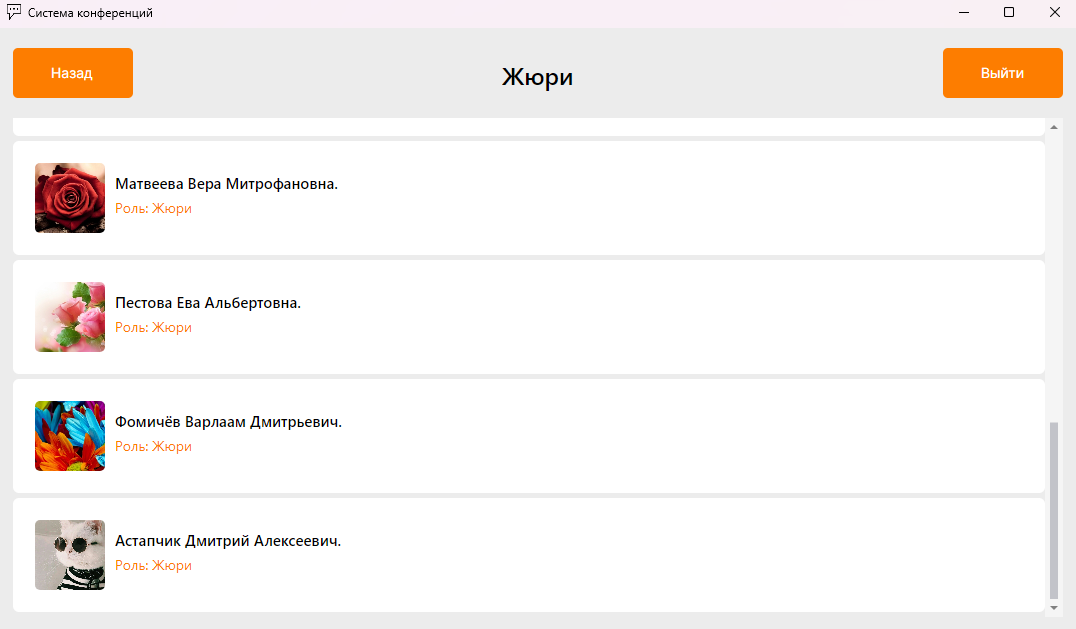 Система конференций
Назад
Жюри
Выйти
Матвеева Вера Митрофановна.
Роль: Жюри
Пестова Ева Альбертовна.
Роль: Жюри
Фомичёв Варлаам Дмитрьевич.
Роль: Жюри
Астапчик Дмитрий Алексеевич.
Роль: Жюри